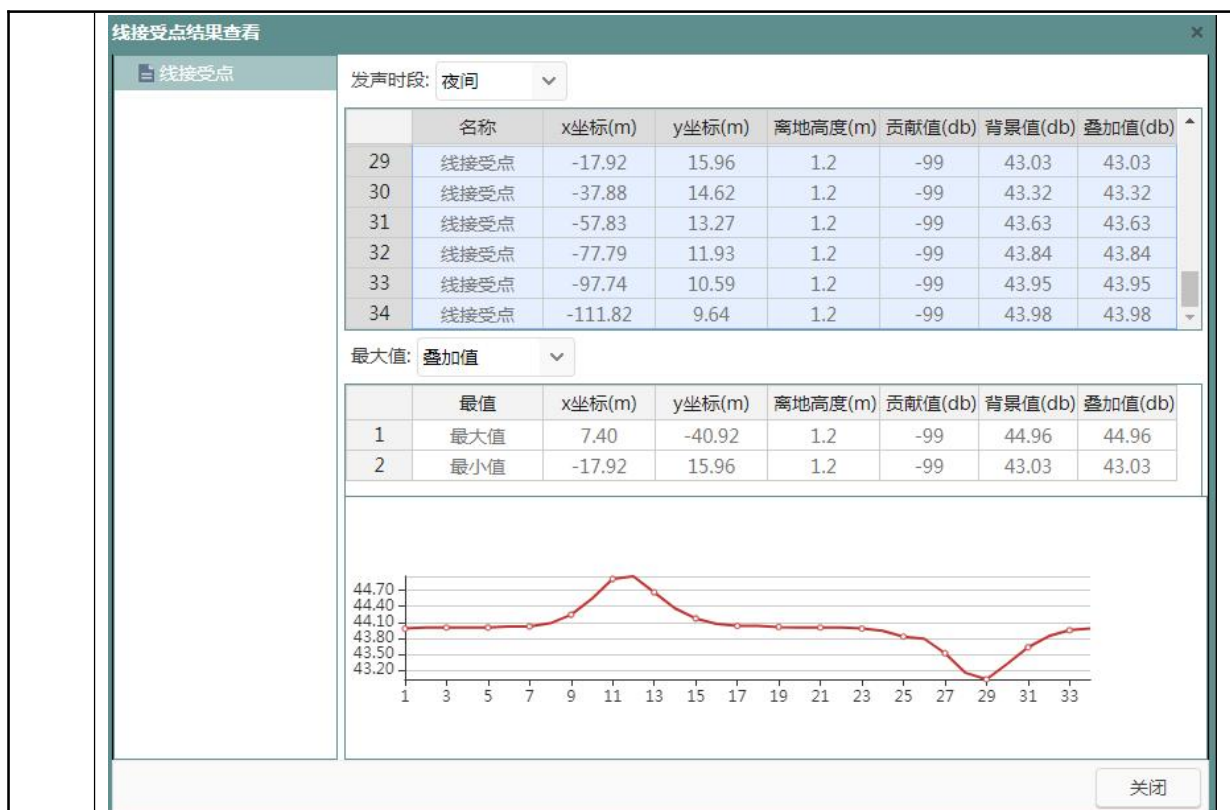 线接受点结果查看 ×
线接受点
发声时段: 夜间
名称 x坐标(m) y坐标(m) 离地高度(m) 贡献值(db) 背景值(db) 叠加值(db)
29 线接受点 -17.92 15.96 1.2 -99 43.03 43.03
30 线接受点 -37.88 14.62 1.2 -99 43.32 43.32
31 线接受点 -57.83 13.27 1.2 -99 43.63 43.63
32 线接受点 -77.79 11.93 1.2 -99 43.84 43.84
33 线接受点 -97.74 10.59 1.2 -99 43.95 43.95
34 线接受点 -111.82 9.64 1.2 -99 43.98 43.98
最大值: 叠加值
最值 x坐标(m) y坐标(m) 离地高度(m) 贡献值(db) 背景值(db) 叠加值(db)
1 最大值 7.40 -40.92 1.2 -99 44.96 44.96
2 最小值 -17.92 15.96 1.2 -99 43.03 43.03
44.70
44.40
44.10
43.80
43.50
43.20
1 3 5 7 9 11 13 15 17 19 21 23 25 27 29 31 33
关闭